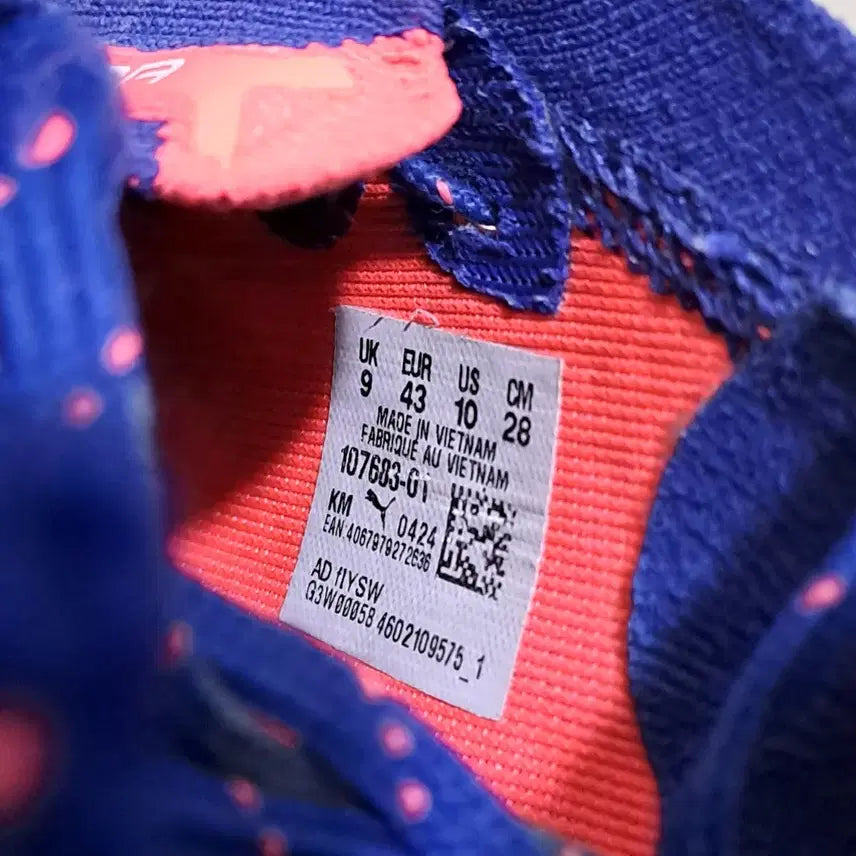 UK EUR US CM
9 43 10 28
MADE IN VIETNAM
FABRIQUE AU VIETNAM
107683-01
KM 0424
EAN:4067979272636
AD f1YSW
G3W00058 4602109575_1